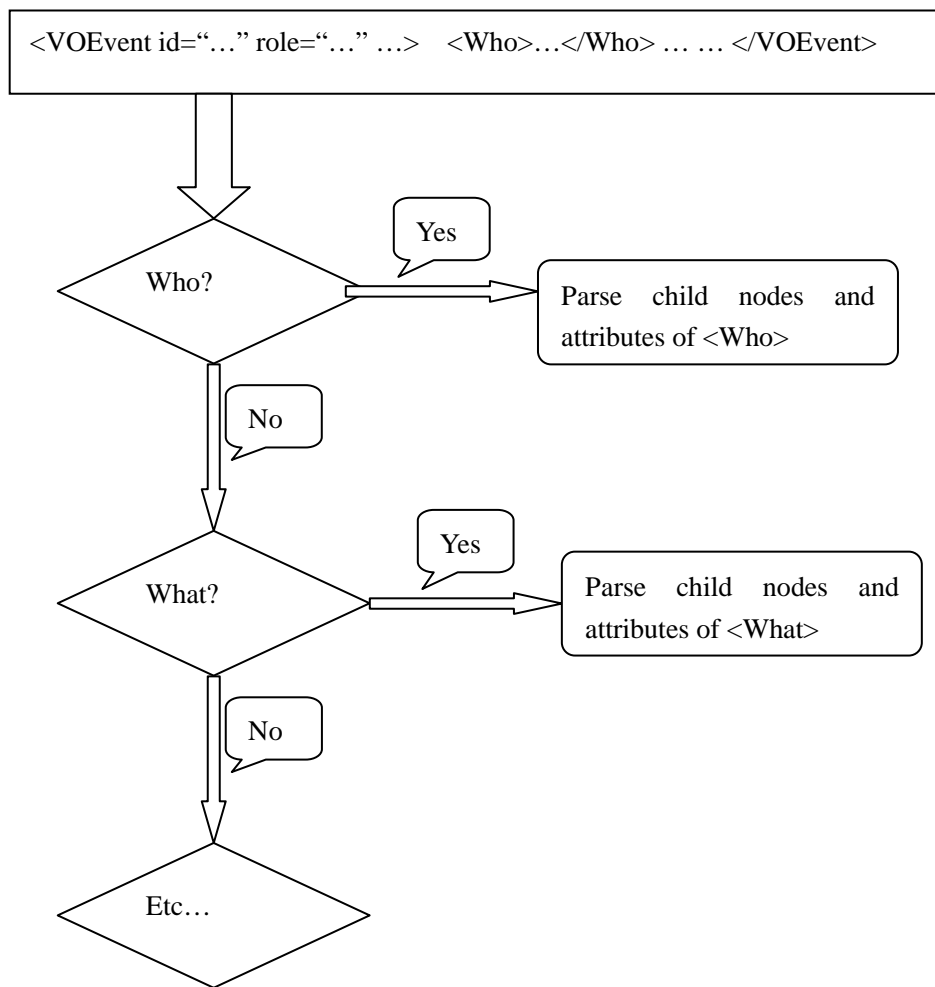 <VOEvent id=“…” role=“…” …> <Who>…</Who> … … </VOEvent>
Yes
Who?
Parse child nodes and
attributes of <Who>
No
Yes
What?
Parse child nodes and
attributes of <What>
No
Etc…